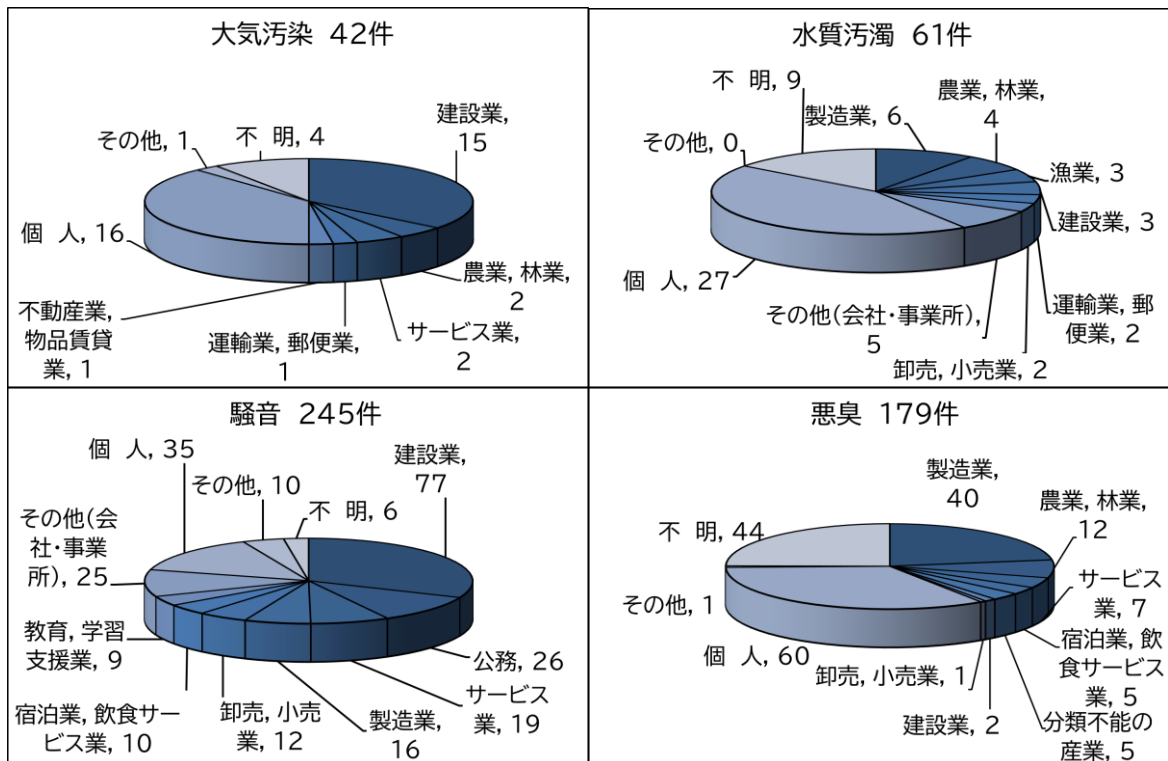 大気汚染 42件
建設業,
15
農業, 林業,
2
サービス業,
2
運輸業, 郵便業,
1
不動産業,
物品賃貸
業, 1
個 人, 16
その他, 1
不 明, 4
水質汚濁 61件
製造業, 6
農業, 林業,
4
漁業, 3
建設業, 3
運輸業, 郵
便業, 2
卸売, 小売業, 2
その他(会社・事業所),
5
個 人, 27
その他, 0
不 明, 9
騒音 245件
建設業,
77
公務, 26
サービス
業, 19
製造業,
16
卸売, 小売
業, 12
宿泊業, 飲食サー
ビス業, 10
教育, 学習
支援業, 9
その他(会
社・事業
所), 25
個 人, 35
その他, 10
不 明, 6
悪臭 179件
製造業,
40
農業, 林業,
12
サービス
業, 7
宿泊業, 飲
食サービス
業, 5
分類不能の
産業, 5
建設業, 2
卸売, 小売業, 1
個 人, 60
その他, 1
不 明, 44